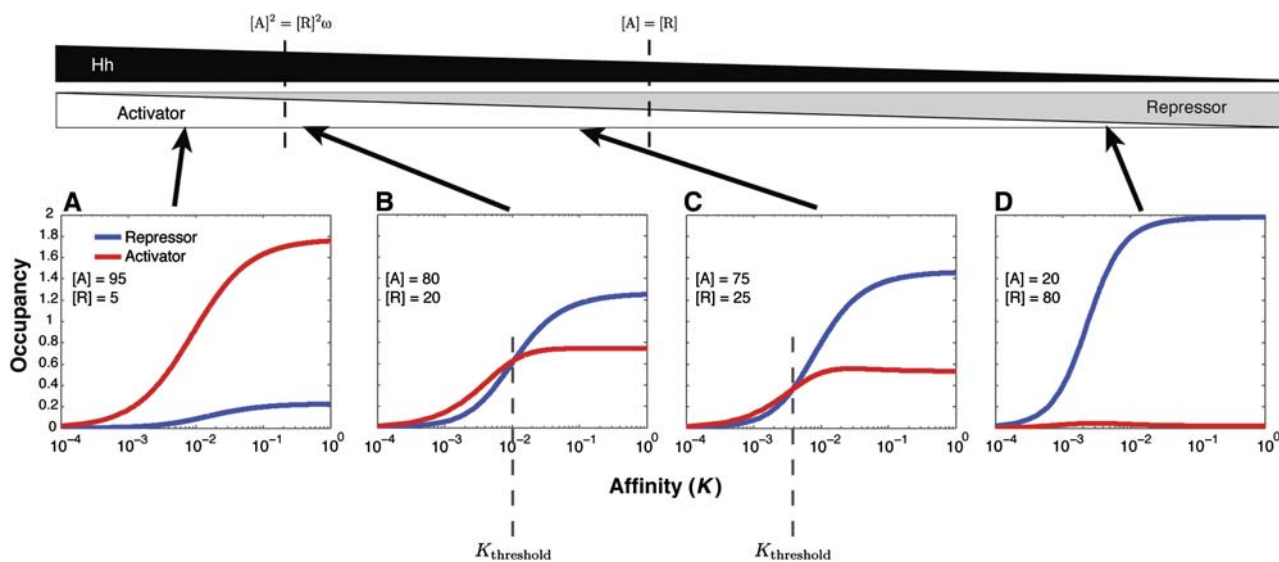 [A]² = [R]²ω
[A] = [R]
Hh
Activator
Repressor
A
B
C
D
Occupancy
2
1.8
1.6
1.4
1.2
1
0.8
0.6
0.4
0.2
0
Repressor
Activator
[A] = 95
[R] = 5
[A] = 80
[R] = 20
[A] = 75
[R] = 25
[A] = 20
[R] = 80
10⁻⁴ 10⁻³ 10⁻² 10⁻¹ 10⁰
10⁻⁴ 10⁻³ 10⁻² 10⁻¹ 10⁰
10⁻⁴ 10⁻³ 10⁻² 10⁻¹ 10⁰
10⁻⁴ 10⁻³ 10⁻² 10⁻¹ 10⁰
Affinity (K)
Kthreshold
Kthreshold